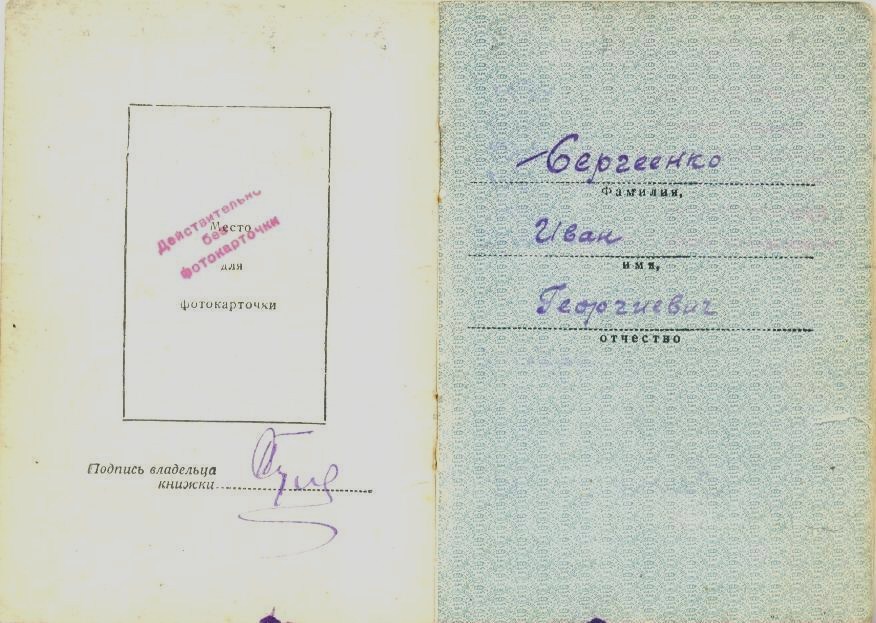 Действительно
без
фотокарточки
Место
для
фотокарточки
Подпись владельца
книжки
Сергеенко
Фамилия,
Иван
имя,
Георгиевич
отчество